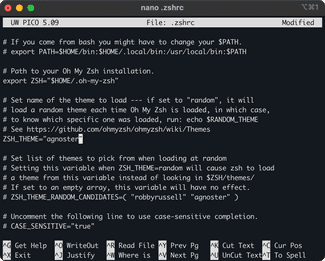 nano .zshrc
⌥⌘1
UW PICO 5.09 File: .zshrc Modified
# If you come from bash you might have to change your $PATH.
# export PATH=$HOME/bin:$HOME/.local/bin:/usr/local/bin:$PATH
# Path to your Oh My Zsh installation.
export ZSH="$HOME/.oh-my-zsh"
# Set name of the theme to load --- if set to "random", it will
# load a random theme each time Oh My Zsh is loaded, in which case,
# to know which specific one was loaded, run: echo $RANDOM_THEME
# See https://github.com/ohmyzsh/ohmyzsh/wiki/Themes
ZSH_THEME="agnoster"
# Set list of themes to pick from when loading at random
# Setting this variable when ZSH_THEME=random will cause zsh to load
# a theme from this variable instead of looking in $ZSH/themes/
# If set to an empty array, this variable will have no effect.
# ZSH_THEME_RANDOM_CANDIDATES=( "robbyrussell" "agnoster" )
# Uncomment the following line to use case-sensitive completion.
# CASE_SENSITIVE="true"
^G Get Help ^O WriteOut ^R Read File ^Y Prev Pg ^K Cut Text ^C Cur Pos
^X Exit ^J Justify ^W Where is ^V Next Pg ^U UnCut Text ^T To Spell